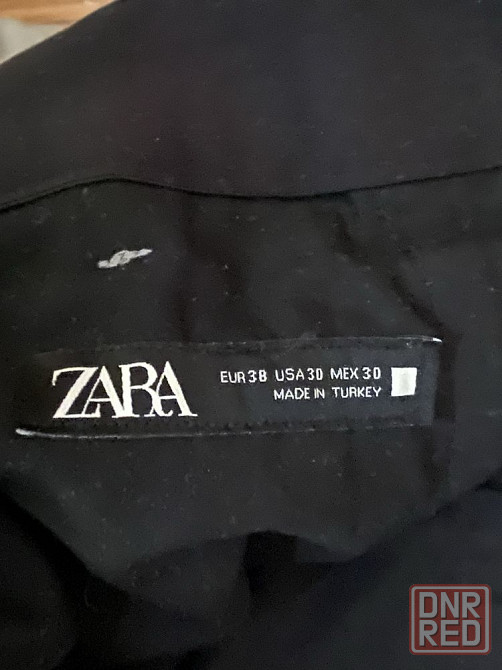 ZARA
EUR 38 USA 30 MEX 30
MADE IN TURKEY
DNR
RED